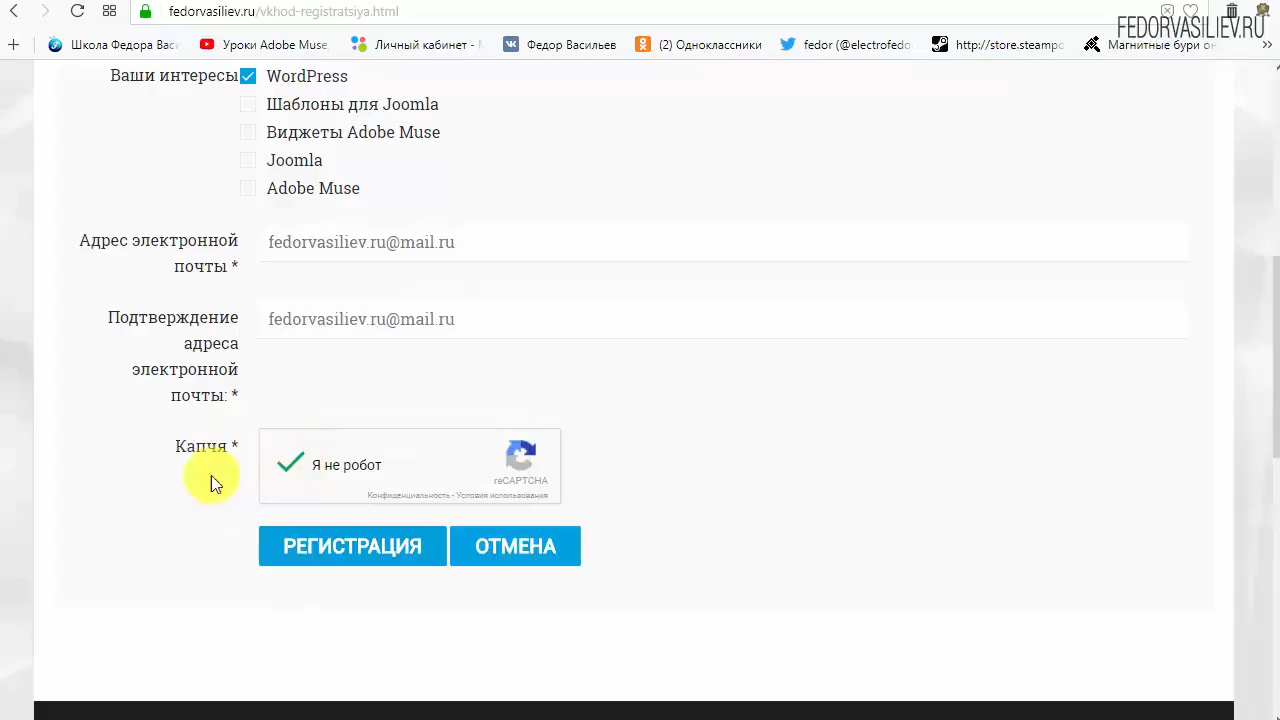 fedorvasiliev.ru/vkhod-registratsiya.html
FEDORVASILIEV.RU
Школа Федора Васи
Уроки Adobe Muse,
Личный кабинет -
Федор Васильев
(2) Одноклассники
fedor (@electrofedo
http://store.steampo
Магнитные бури он
Ваши интересы
WordPress
Шаблоны для Joomla
Виджеты Adobe Muse
Joomla
Adobe Muse
Адрес электронной
почты *
fedorvasiliev.ru@mail.ru
Подтверждение
адреса
электронной
почты: *
fedorvasiliev.ru@mail.ru
Капчя *
Я не робот
reCAPTCHA
Конфиденциальность - Условия использования
РЕГИСТРАЦИЯ
ОТМЕНА